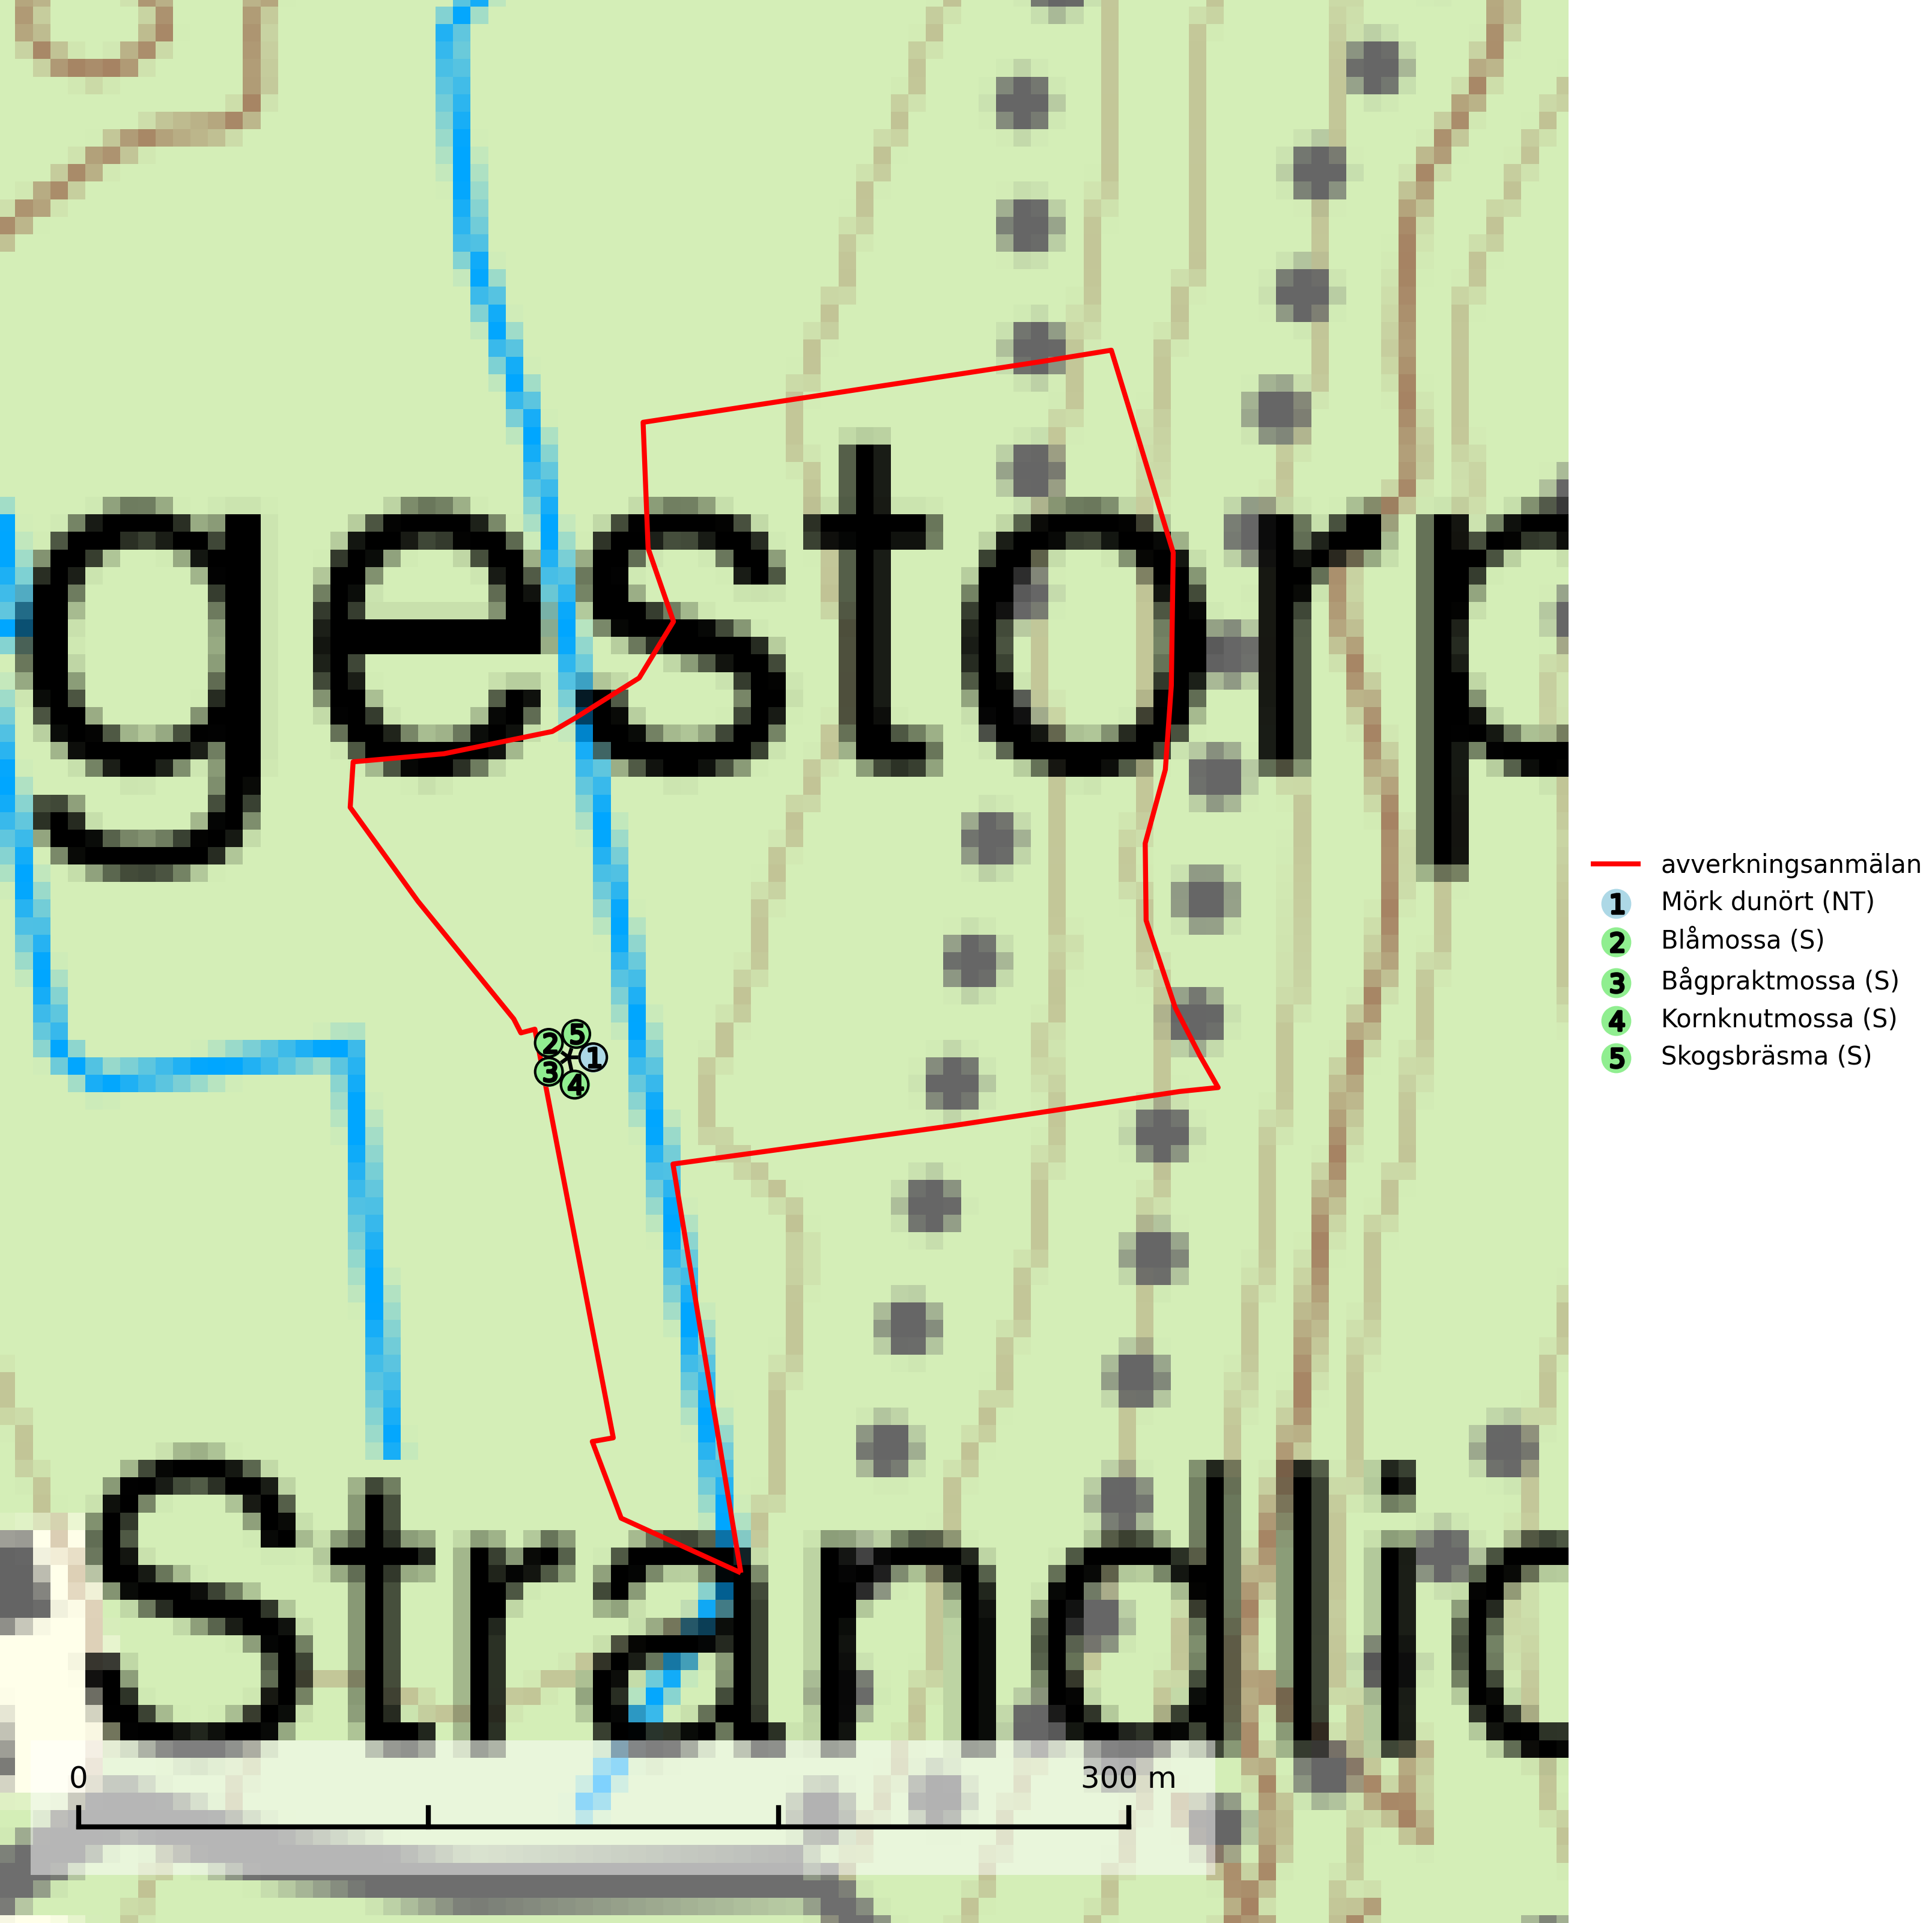 gestorp
Strandli
avverkningsanmälan
1 Mörk dunört (NT)
2 Blåmossa (S)
3 Bågpraktmossa (S)
4 Kornknutmossa (S)
5 Skogsbräsma (S)
2 5 1 3 4
0 300 m